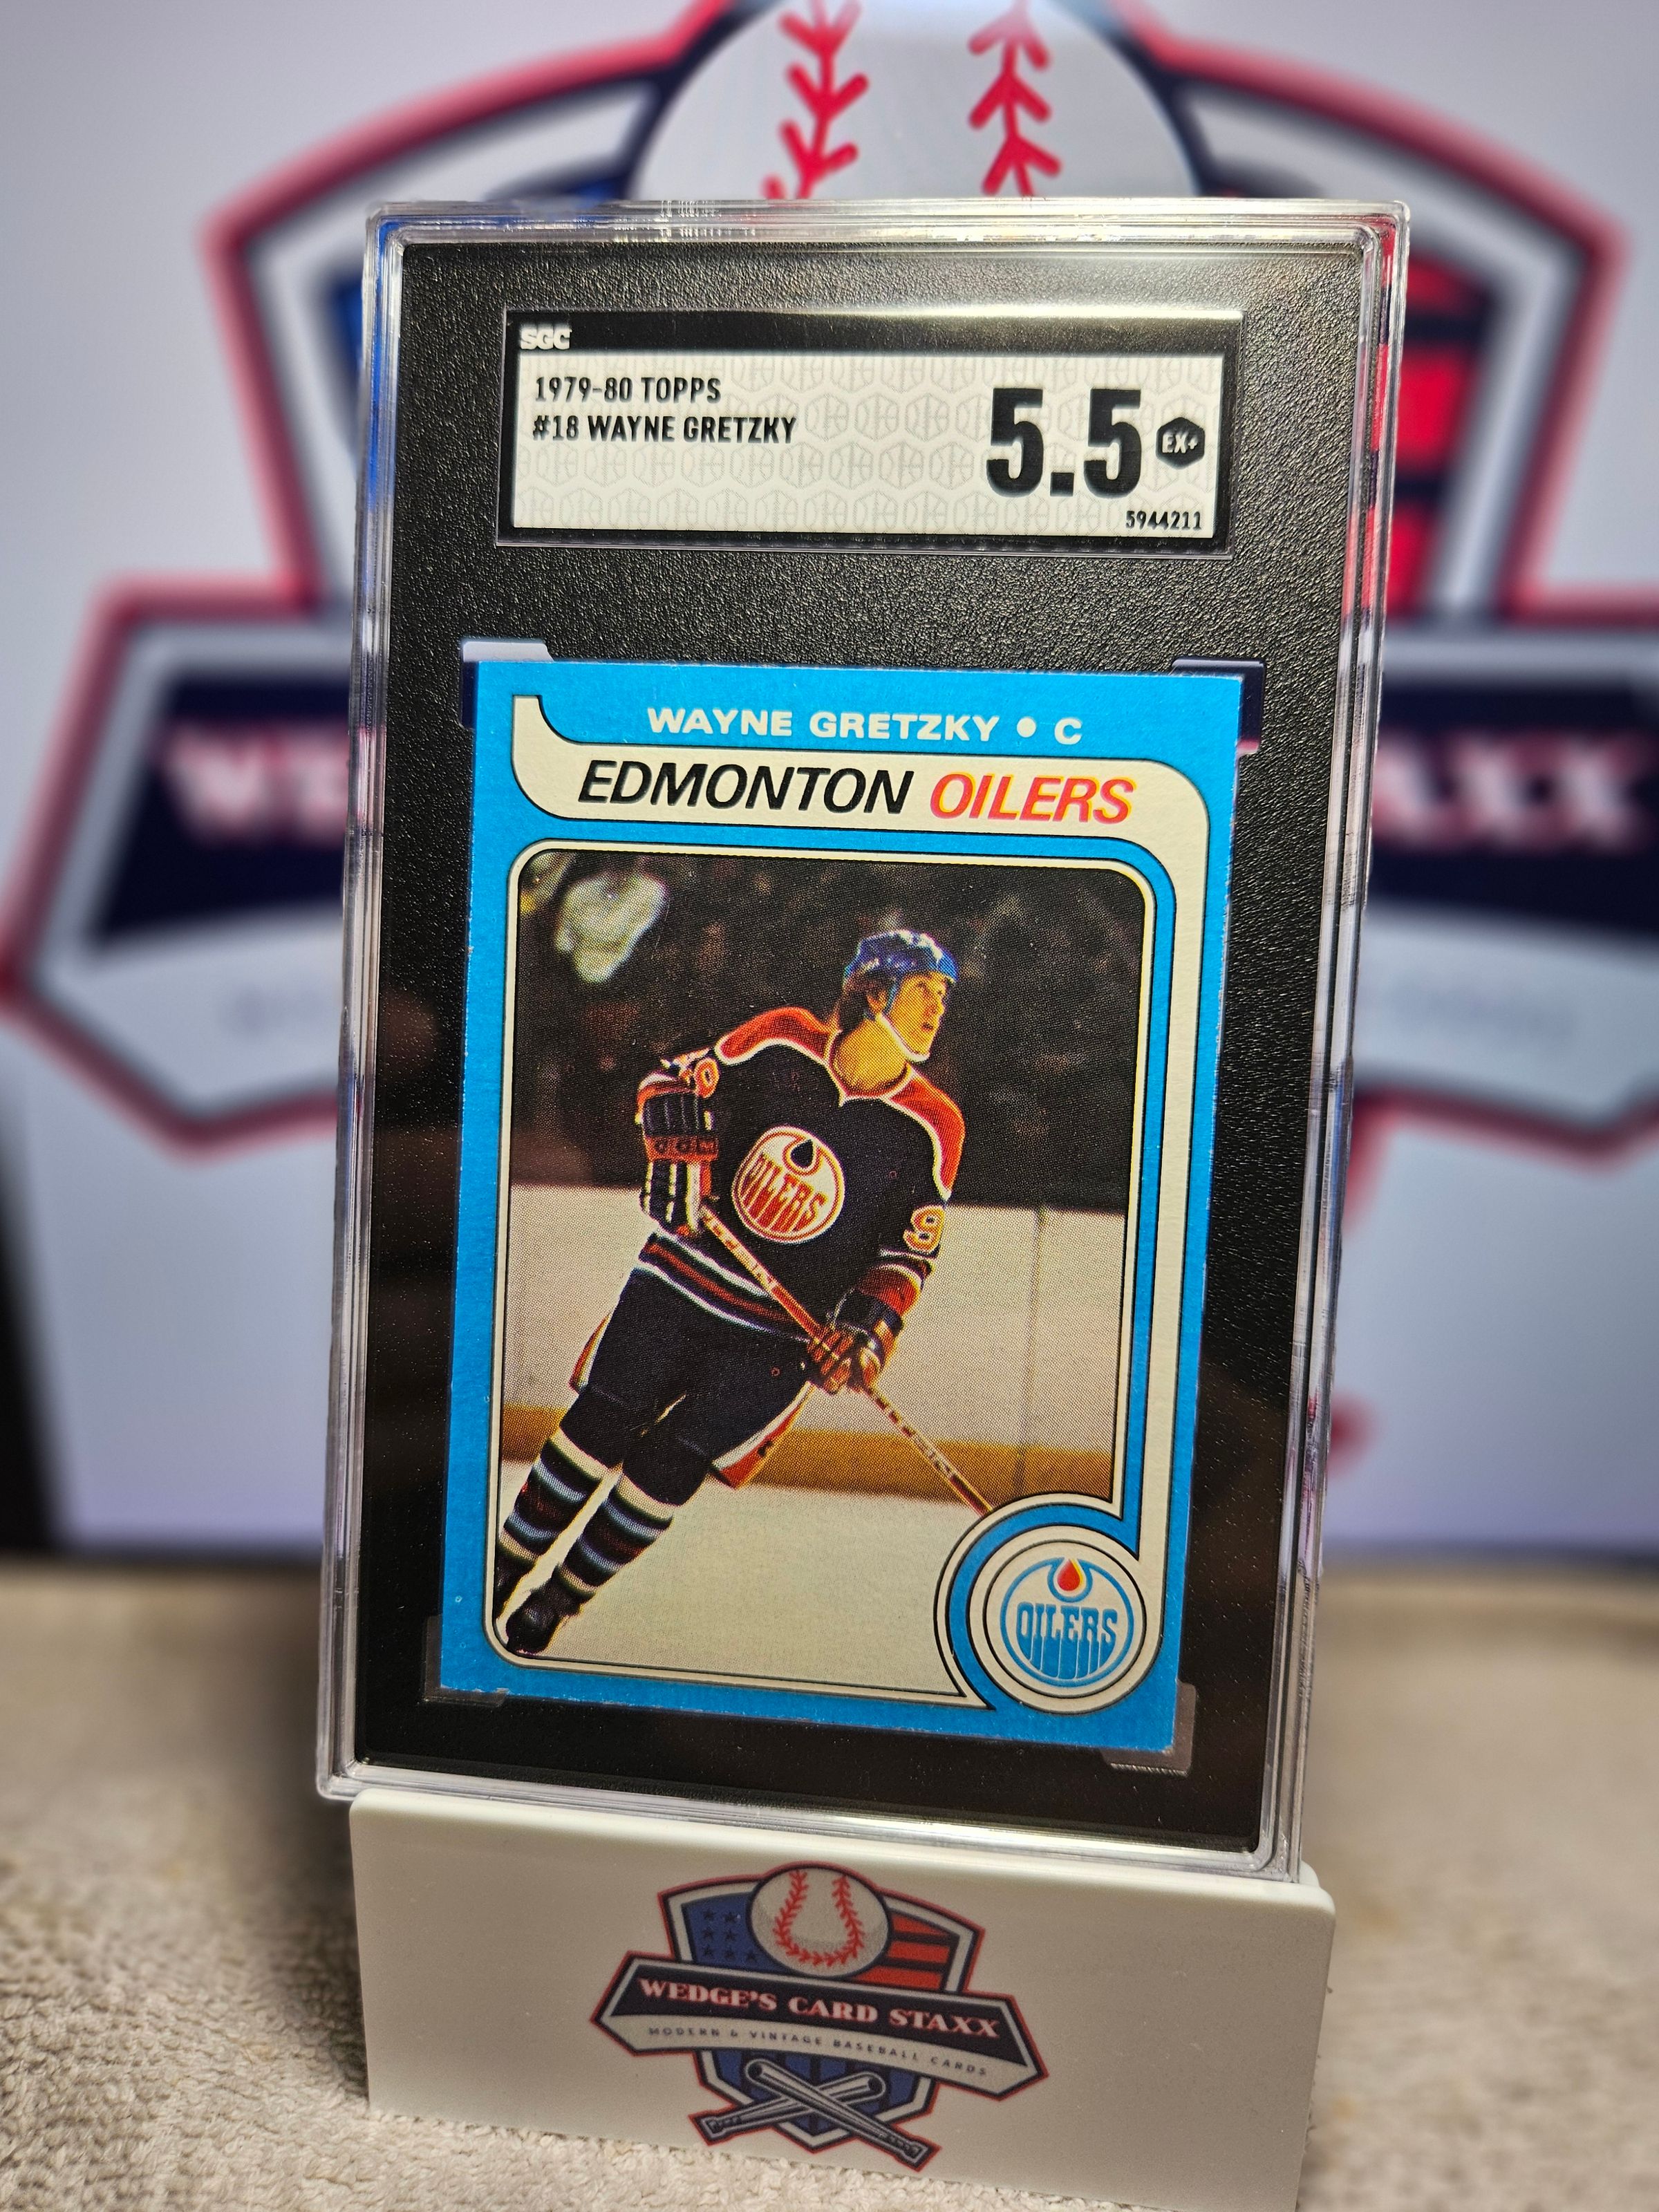 SGC
1979-80 TOPPS
#18 WAYNE GRETZKY
5.5
EX+
5944211
WAYNE GRETZKY • C
EDMONTON OILERS
OILERS
9
OILERS
WEDGE'S CARD STAXX
MODERN & VINTAGE BASEBALL CARDS